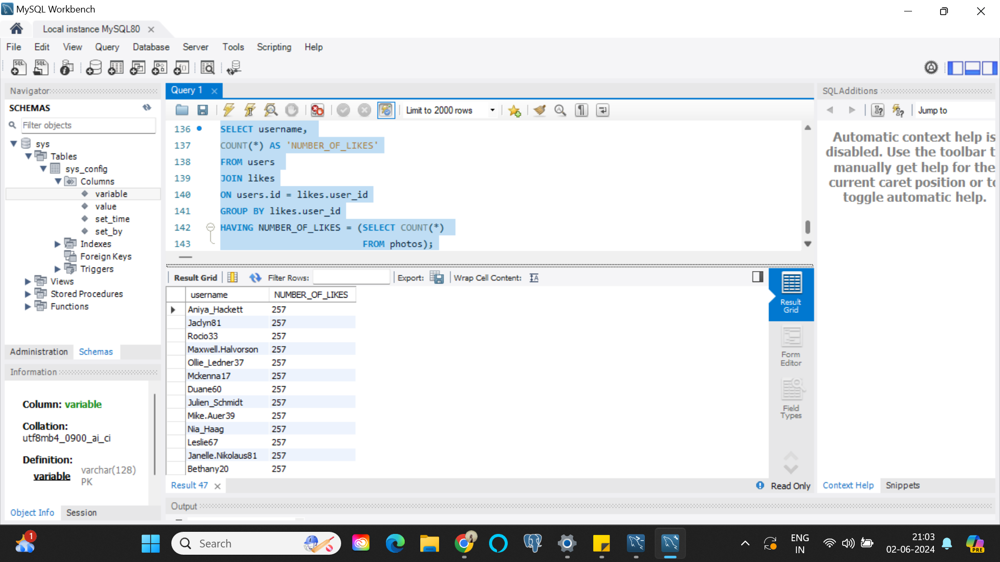 MySQL Workbench
Local instance MySQL80
File Edit View Query Database Server Tools Scripting Help
Navigator
SCHEMAS
Filter objects
sys
Tables
sys_config
Columns
variable
value
set_time
set_by
Indexes
Foreign Keys
Triggers
Views
Stored Procedures
Functions
Administration Schemas
Information
Column: variable
Collation:
utf8mb4_0900_ai_ci
Definition:
variable varchar(128)
PK
Object Info Session
Query 1
Limit to 2000 rows
136 SELECT username,
137 COUNT(*) AS 'NUMBER_OF_LIKES'
138 FROM users
139 JOIN likes
140 ON users.id = likes.user_id
141 GROUP BY likes.user_id
142 HAVING NUMBER_OF_LIKES = (SELECT COUNT(*)
143 FROM photos);
Result Grid Filter Rows: Export: Wrap Cell Content:
username NUMBER_OF_LIKES
Aniya_Hackett 257
Jaclyn81 257
Rocio33 257
Maxwell.Halvorson 257
Ollie_Ledner37 257
Mckenna17 257
Duane60 257
Julien_Schmidt 257
Mike.Auer39 257
Nia_Haag 257
Leslie67 257
Janelle.Nikolaus81 257
Bethany20 257
Result
Grid
Form
Editor
Field
Types
Result 47
Read Only
Output
SQLAdditions
Jump to
Automatic context help is
disabled. Use the toolbar t
manually get help for the
current caret position or to
toggle automatic help.
Context Help Snippets
1
Search
ENG
IN
21:03
02-06-2024
PRE